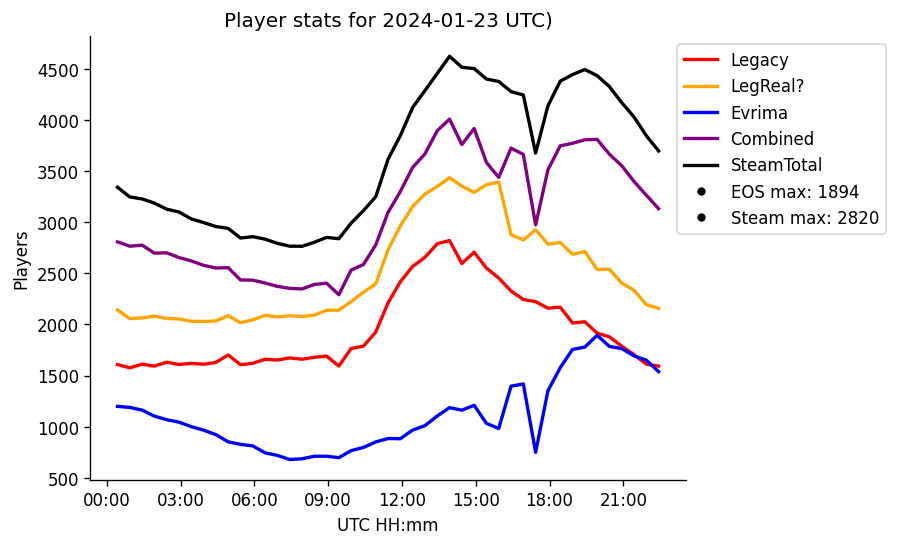 Player stats for 2024-01-23 UTC)
Legacy
LegReal?
Evrima
Combined
SteamTotal
EOS max: 1894
Steam max: 2820
Players
4500
4000
3500
3000
2500
2000
1500
1000
500
00:00 03:00 06:00 09:00 12:00 15:00 18:00 21:00
UTC HH:mm